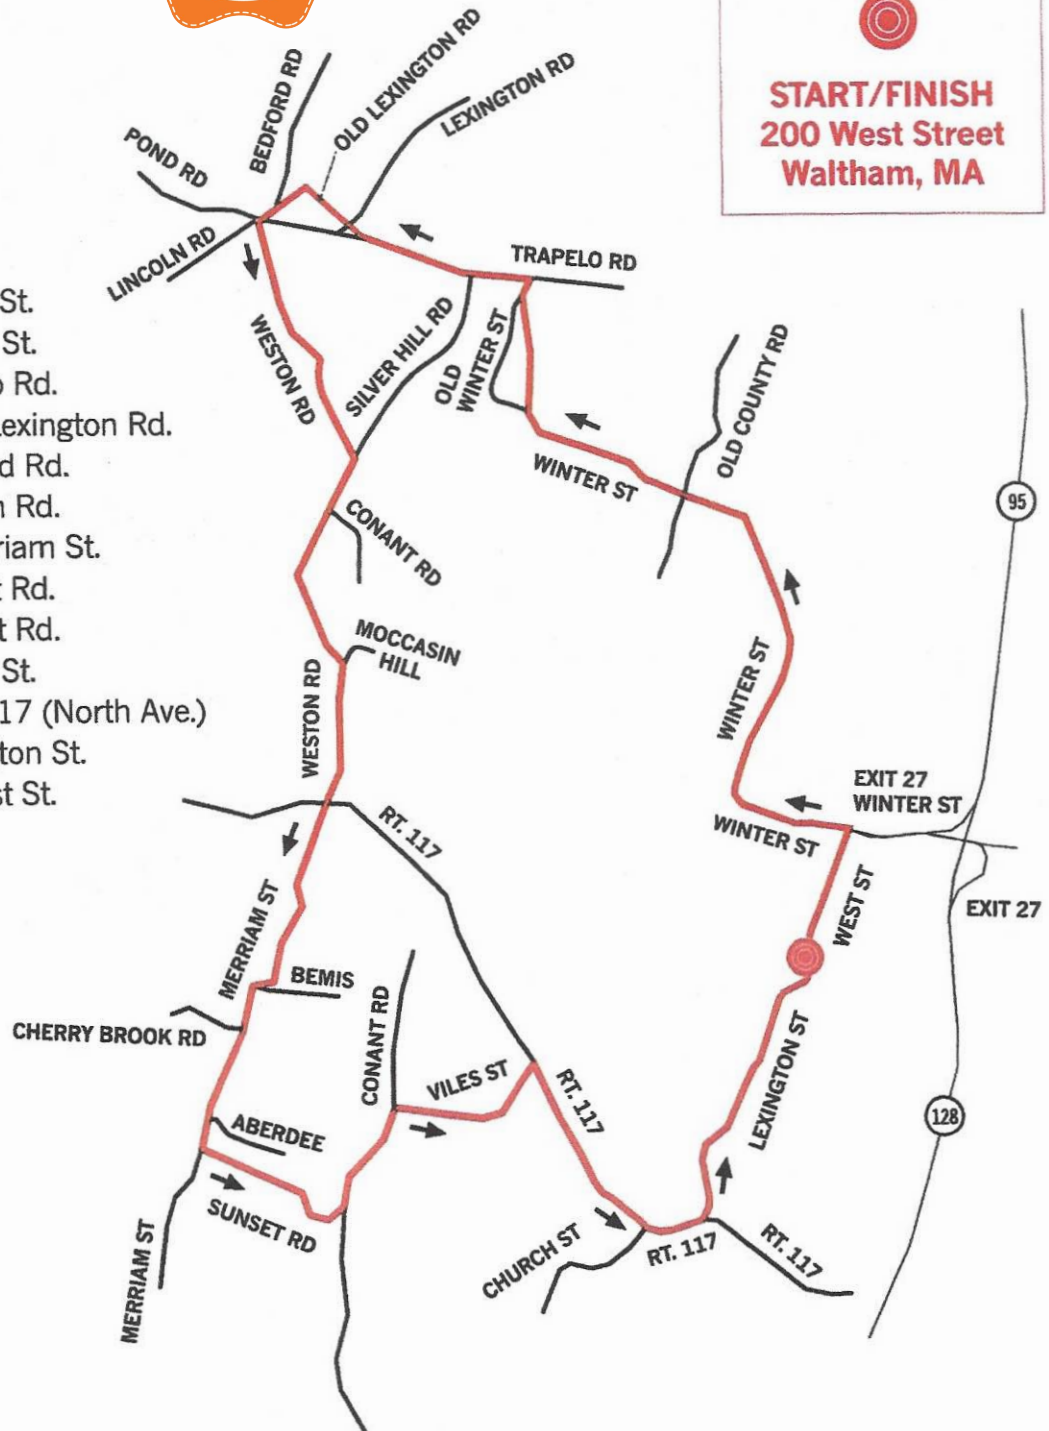 START/FINISH
200 West Street
Waltham, MA
BEDFORD RD
OLD LEXINGTON RD
LEXINGTON RD
POND RD
LINCOLN RD
TRAPELO RD
St.
St.
Rd.
Lexington Rd.
d Rd.
Rd.
riam St.
Rd.
t Rd.
St.
17 (North Ave.)
ton St.
st St.
WESTON RD
SILVER HILL RD
OLD
WINTER ST
OLD COUNTY RD
WINTER ST
95
CONANT RD
MOCCASIN
HILL
WINTER ST
WESTON RD
EXIT 27
WINTER ST
WINTER ST
RT. 117
WEST ST
EXIT 27
MERRIAM ST
BEMIS
CHERRY BROOK RD
CONANT RD
VILES ST
RT. 117
LEXINGTON ST
128
ABERDEE
SUNSET RD
MERRIAM ST
CHURCH ST
RT. 117
RT. 117